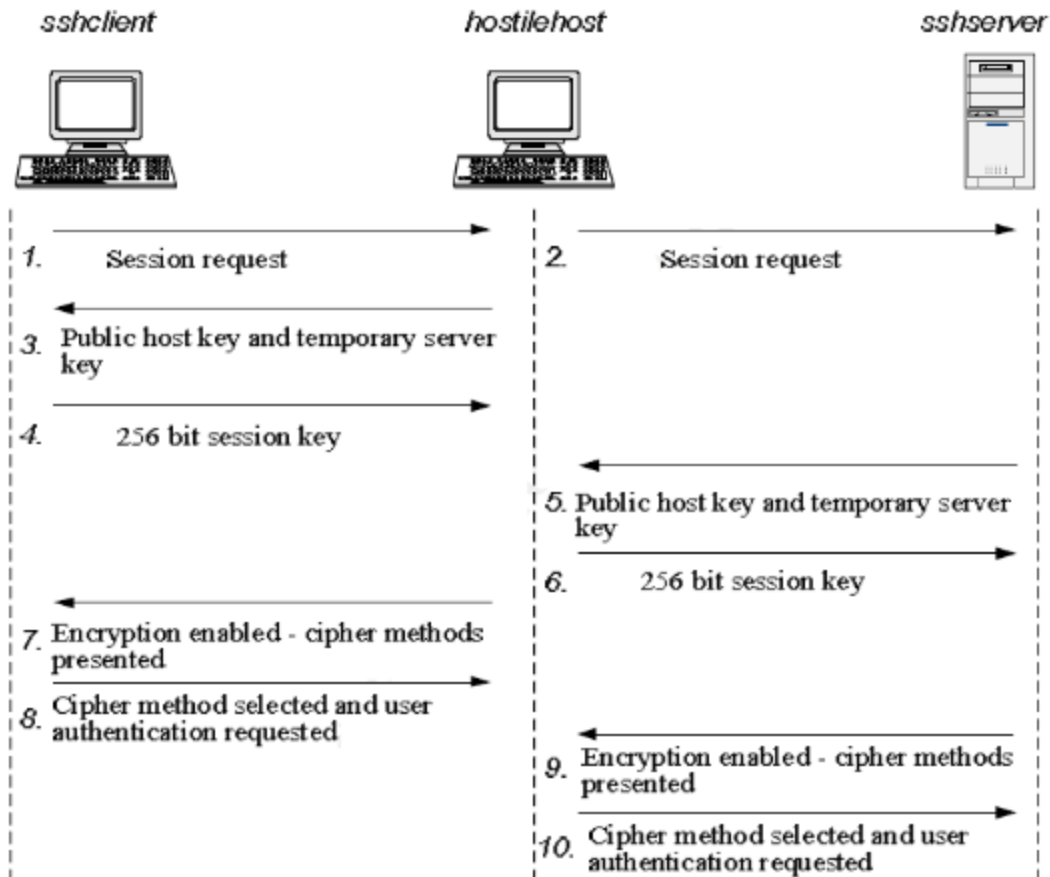 sshclient hostilehost sshserver
1. Session request
2. Session request
3. Public host key and temporary server
key
4. 256 bit session key
5. Public host key and temporary server
key
6. 256 bit session key
7. Encryption enabled - cipher methods
presented
8. Cipher method selected and user
authentication requested
9. Encryption enabled - cipher methods
presented
10. Cipher method selected and user
authentication requested